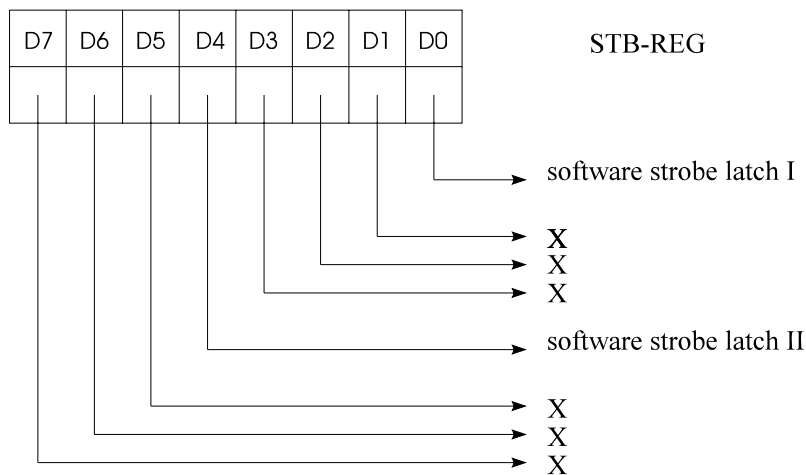 D7 D6 D5 D4 D3 D2 D1 D0
STB-REG
software strobe latch I
X
X
X
software strobe latch II
X
X
X